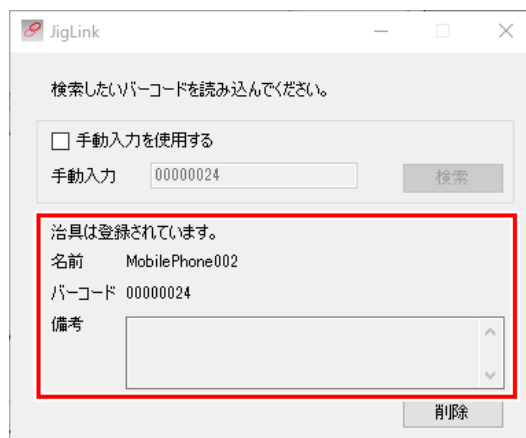 JigLink
検索したいバーコードを読み込んでください。
手動入力を使用する
手動入力 00000024 検索
治具は登録されています。
名前 MobilePhone002
バーコード 00000024
備考
削除